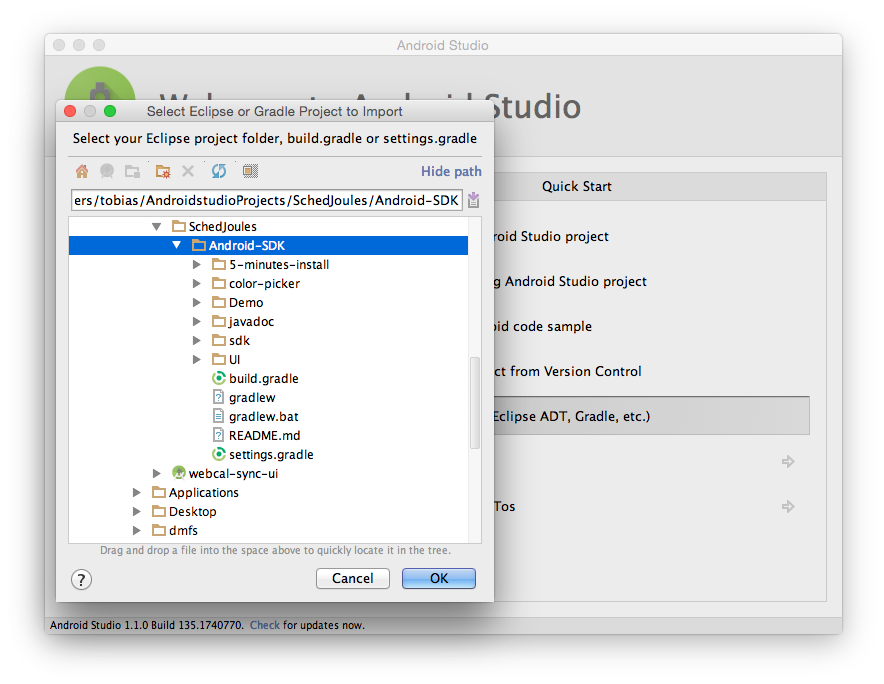 Android Studio
Studio
Select Eclipse or Gradle Project to Import
Select your Eclipse project folder, build.gradle or settings.gradle
Hide path
ers/tobias/AndroidstudioProjects/SchedJoules/Android-SDK
SchedJoules
Android-SDK
5-minutes-install
color-picker
Demo
javadoc
sdk
UI
build.gradle
gradlew
gradlew.bat
README.md
settings.gradle
webcal-sync-ui
Applications
Desktop
dmfs
Drag and drop a file into the space above to quickly locate it in the tree.
?
Cancel
OK
Quick Start
roid Studio project
g Android Studio project
oid code sample
ct from Version Control
Eclipse ADT, Gradle, etc.)
Tos
Android Studio 1.1.0 Build 135.1740770. Check for updates now.